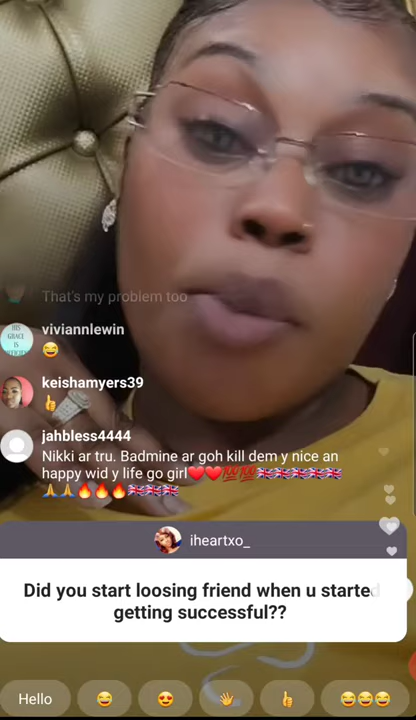 That's my problem too
viviannlewin
😂
keishamyers39
👍
jahbless4444
Nikki ar tru. Badmine ar goh kill dem y nice an
happy wid y life go girl❤️❤️💯💯🇬🇧🇬🇧🇬🇧🇬🇧🇬🇧
🙏🙏🔥🔥🔥🇬🇧🇬🇧🇬🇧
iheartxo_
Did you start loosing friend when u started
getting successful??
Hello 😂 😍 👋 👍 😂😂😂